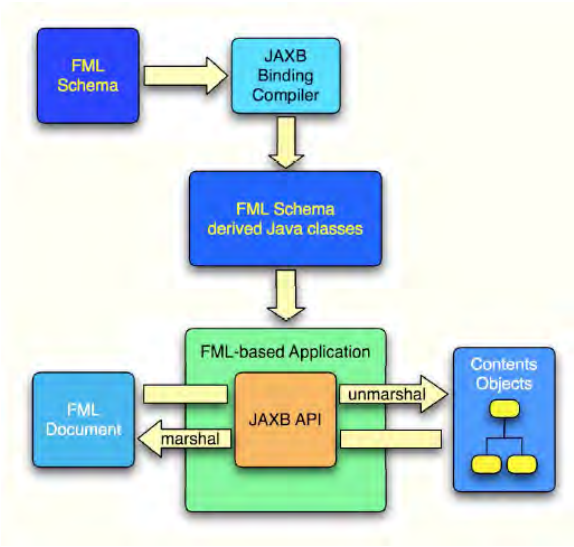 FML
Schema
JAXB
Binding
Compiler
FML Schema
derived Java classes
FML-based Application
FML
Document
unmarshal
JAXB API
marshal
Contents
Objects